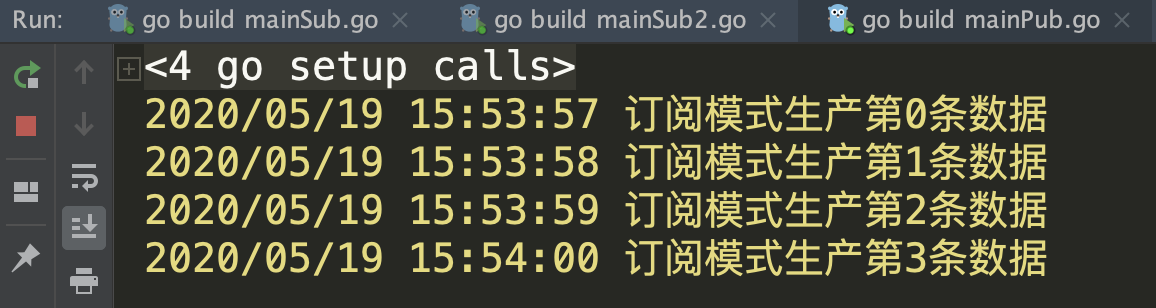 Run: go build mainSub.go × go build mainSub2.go × go build mainPub.go ×
<4 go setup calls>
2020/05/19 15:53:57 订阅模式生产第0条数据
2020/05/19 15:53:58 订阅模式生产第1条数据
2020/05/19 15:53:59 订阅模式生产第2条数据
2020/05/19 15:54:00 订阅模式生产第3条数据